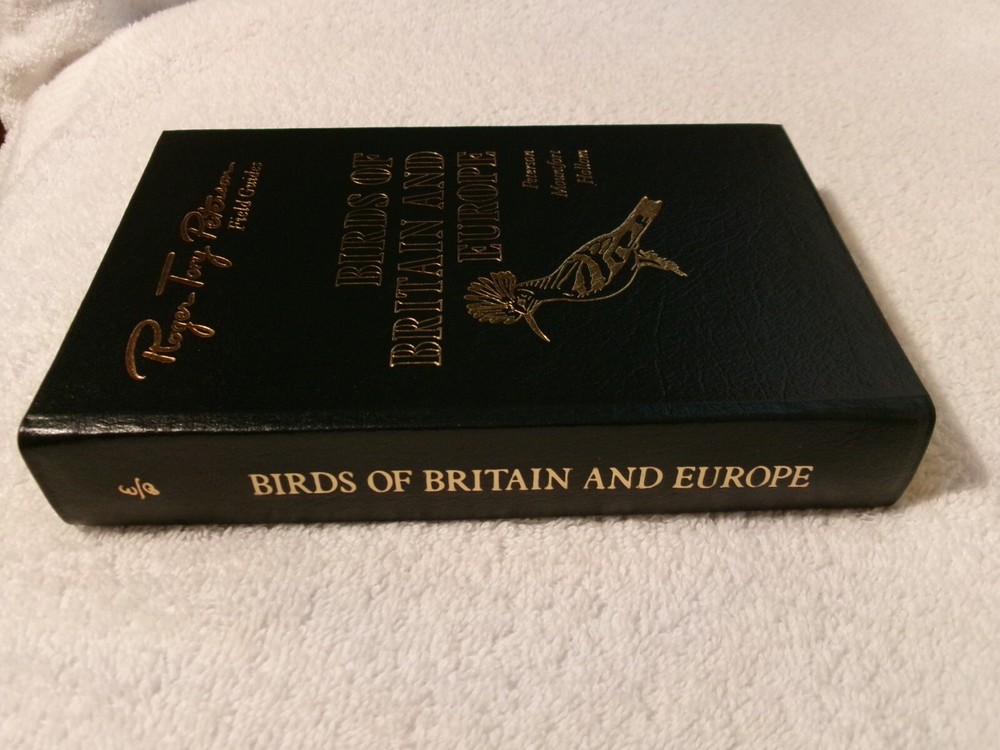 Roger Tory Peterson
Field Guides
BIRDS OF
BRITAIN AND
EUROPE
Peterson
Mountfort
Hollom
BIRDS OF BRITAIN AND EUROPE